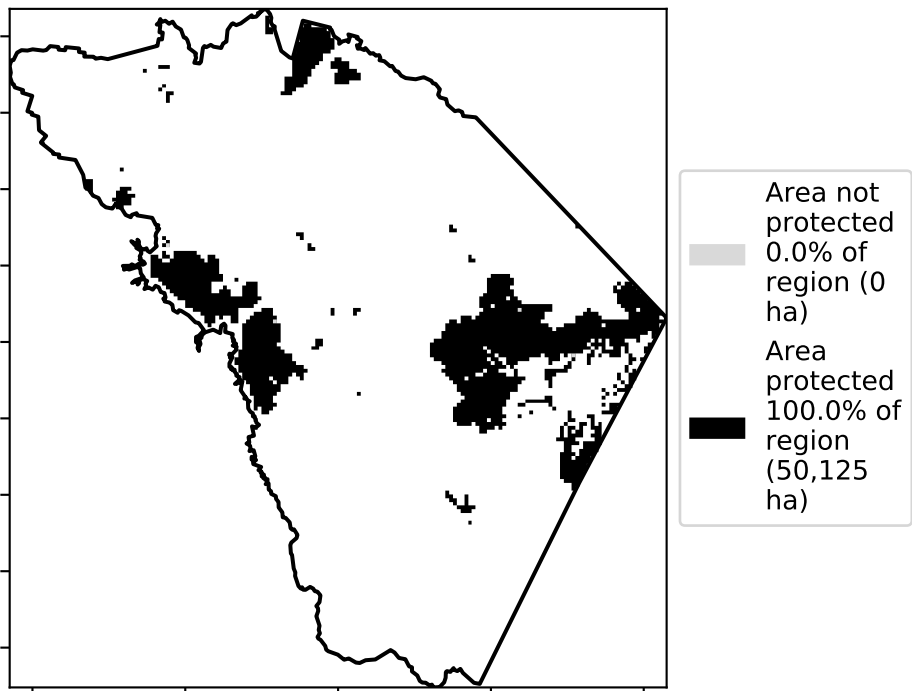 Area not
protected
0.0% of
region (0
ha)
Area
protected
100.0% of
region
(50,125
ha)